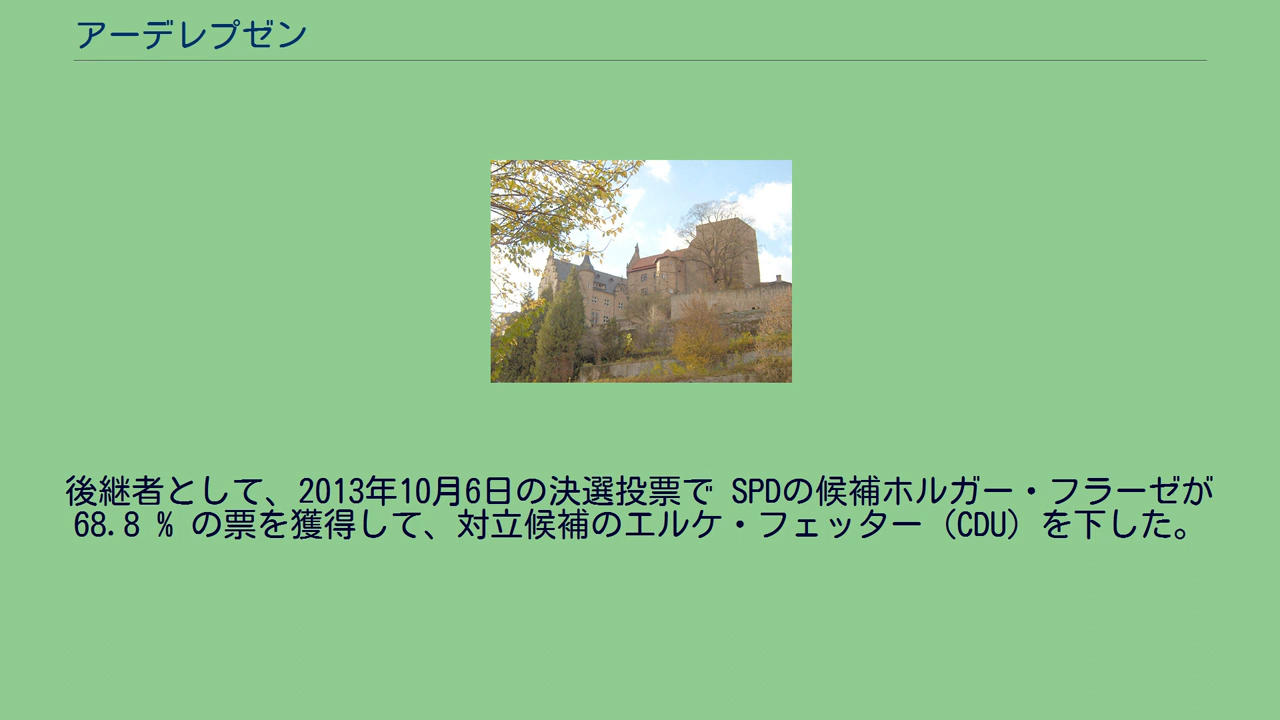 アーデレプゼン
後継者として、2013年10月6日の決選投票で SPDの候補ホルガー・フラーゼが
68.8 % の票を獲得して、対立候補のエルケ・フェッター（CDU）を下した。